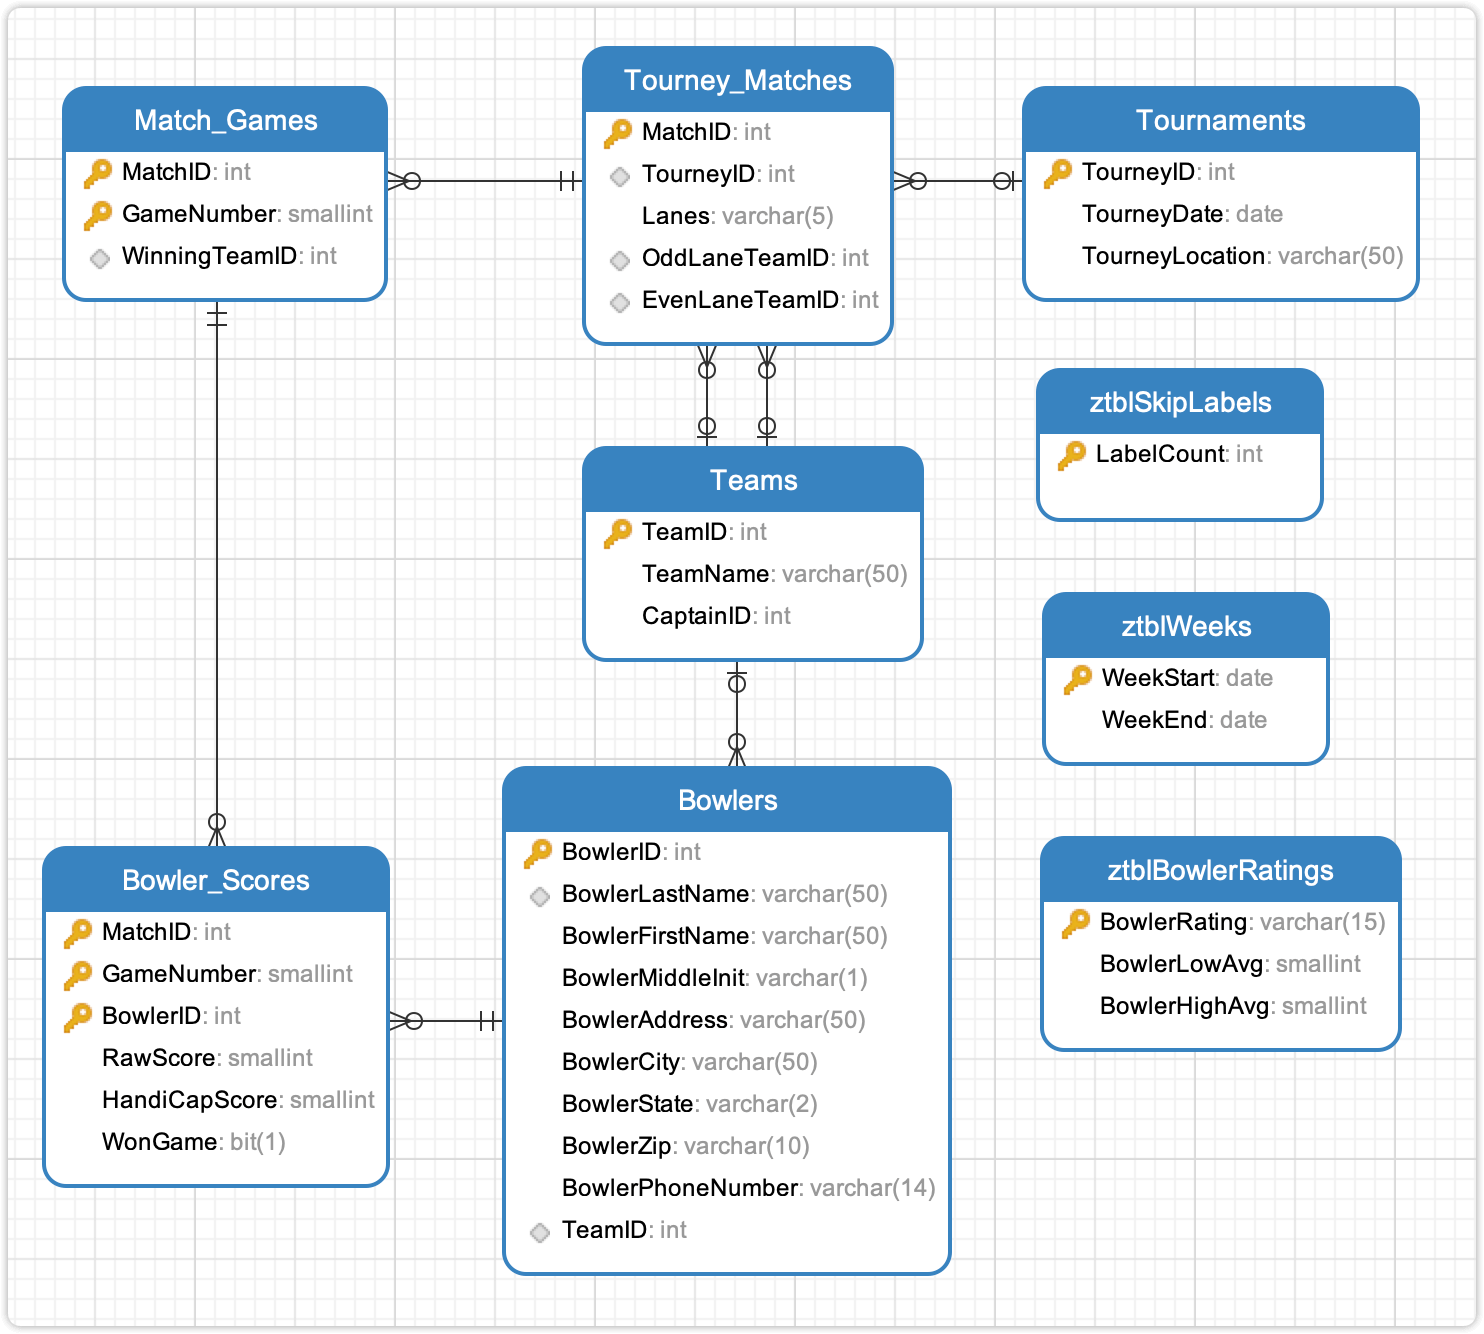 Match_Games
MatchID: int
GameNumber: smallint
WinningTeamID: int
Tourney_Matches
MatchID: int
TourneyID: int
Lanes: varchar(5)
OddLaneTeamID: int
EvenLaneTeamID: int
Tournaments
TourneyID: int
TourneyDate: date
TourneyLocation: varchar(50)
ztblSkipLabels
LabelCount: int
Teams
TeamID: int
TeamName: varchar(50)
CaptainID: int
ztblWeeks
WeekStart: date
WeekEnd: date
Bowlers
BowlerID: int
BowlerLastName: varchar(50)
BowlerFirstName: varchar(50)
BowlerMiddleInit: varchar(1)
BowlerAddress: varchar(50)
BowlerCity: varchar(50)
BowlerState: varchar(2)
BowlerZip: varchar(10)
BowlerPhoneNumber: varchar(14)
TeamID: int
Bowler_Scores
MatchID: int
GameNumber: smallint
BowlerID: int
RawScore: smallint
HandiCapScore: smallint
WonGame: bit(1)
ztblBowlerRatings
BowlerRating: varchar(15)
BowlerLowAvg: smallint
BowlerHighAvg: smallint